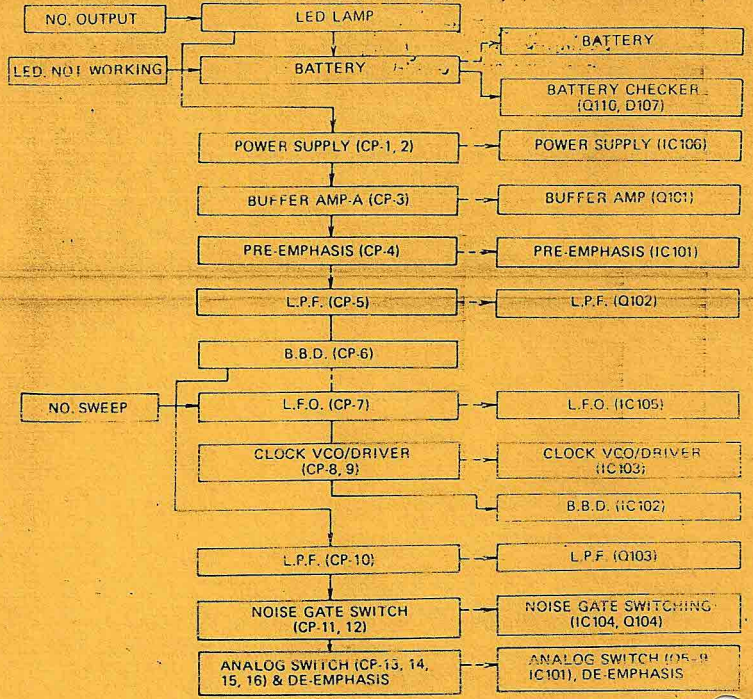 NO. OUTPUT
LED LAMP
LED. NOT WORKING
BATTERY
BATTERY
BATTERY CHECKER
(Q110, D107)
POWER SUPPLY (CP-1, 2)
POWER SUPPLY (IC106)
BUFFER AMP-A (CP-3)
BUFFER AMP (Q101)
PRE-EMPHASIS (CP-4)
PRE-EMPHASIS (IC101)
L.P.F. (CP-5)
L.P.F. (Q102)
B.B.D. (CP-6)
NO. SWEEP
L.F.O. (CP-7)
L.F.O. (IC105)
CLOCK VCO/DRIVER
(CP-8, 9)
CLOCK VCO/DRIVER
(IC103)
B.B.D. (IC102)
L.P.F. (CP-10)
L.P.F. (Q103)
NOISE GATE SWITCH
(CP-11, 12)
NOISE GATE SWITCHING
(IC104, Q104)
ANALOG SWITCH (CP-13, 14,
15, 16) & DE-EMPHASIS
ANALOG SWITCH
IC101), DE-EMPHASIS